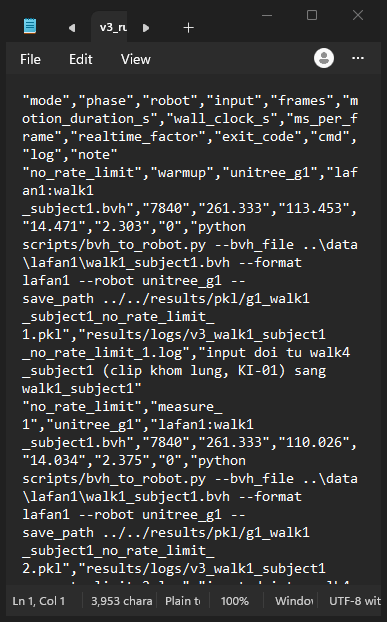 v3_ru
File
Edit
View
"mode","phase","robot","input","frames","m
otion_duration_s","wall_clock_s","ms_per_f
rame","realtime_factor","exit_code","cmd",
"log","note"
"no_rate_limit","warmup","unitree_g1","laf
an1:walk1
_subject1.bvh","7840","261.333","113.453",
"14.471","2.303","0","python
scripts/bvh_to_robot.py --bvh_file ..\data
\lafan1\walk1_subject1.bvh --format
lafan1 --robot unitree_g1 --
save_path ../../results/pkl/g1_walk1
_subject1_no_rate_limit_
1.pkl","results/logs/v3_walk1_subject1
_no_rate_limit_1.log","input doi tu walk4
_subject1 (clip khom lung, KI-01) sang
walk1_subject1"
"no_rate_limit","measure_
1","unitree_g1","lafan1:walk1
_subject1.bvh","7840","261.333","110.026",
"14.034","2.375","0","python
scripts/bvh_to_robot.py --bvh_file ..\data
\lafan1\walk1_subject1.bvh --format
lafan1 --robot unitree_g1 --
save_path ../../results/pkl/g1_walk1
_subject1_no_rate_limit_
2.pkl","results/logs/v3_walk1_subject1
Ln 1, Col 1
3,953 chara
Plain t
100%
Window
UTF-8 wit